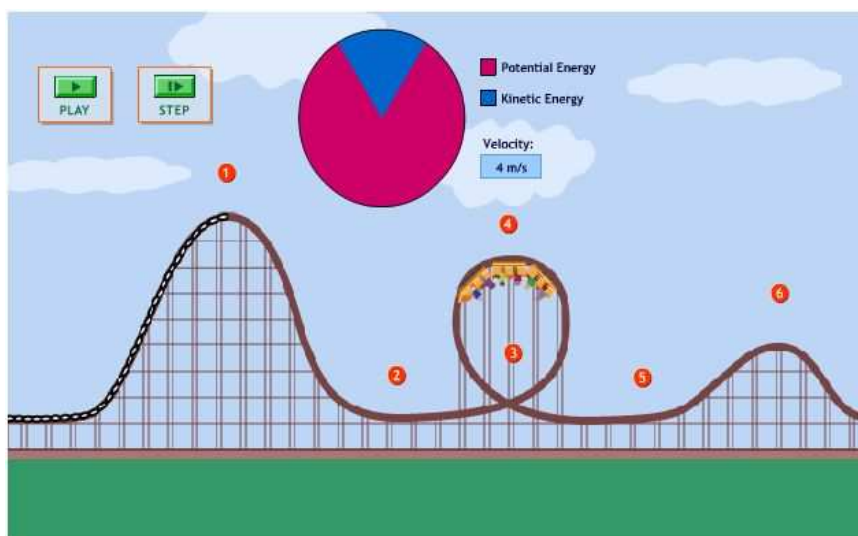 PLAY
STEP
Potential Energy
Kinetic Energy
Velocity:
4 m/s
1
4
6
3
2
5